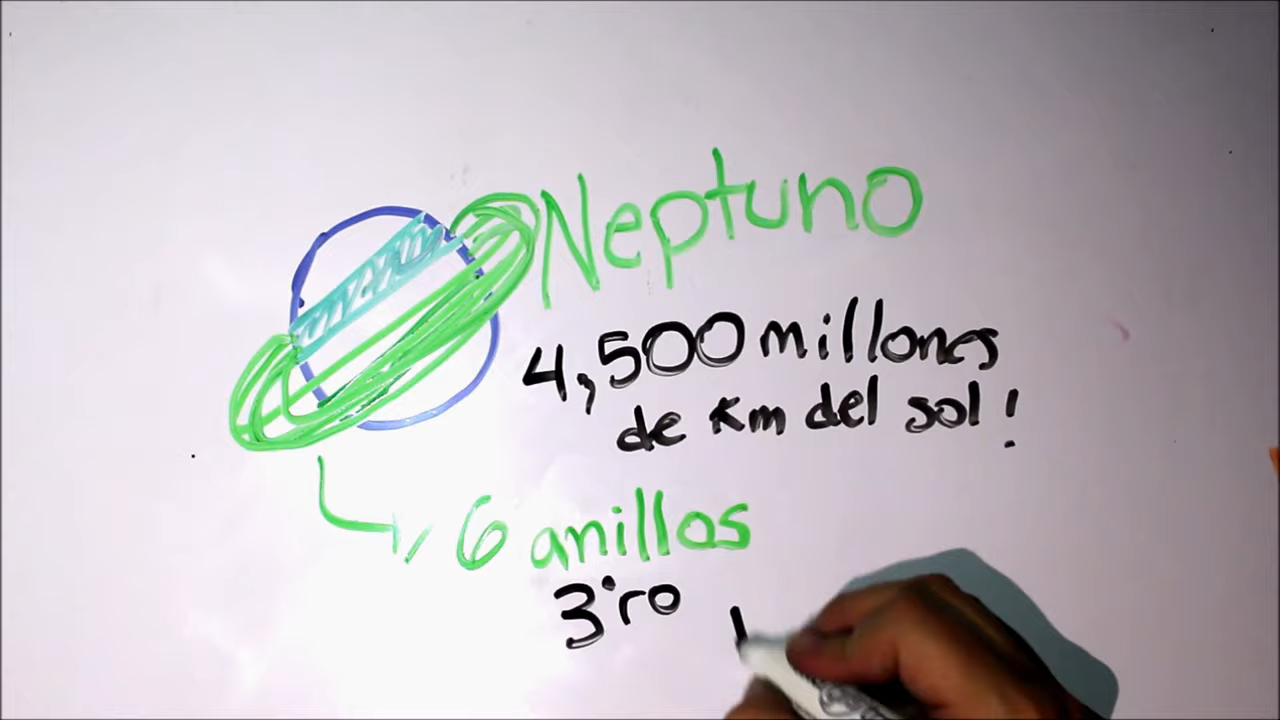 Neptuno
4,500 millones
de Km del sol!
6 anillos
3°ro